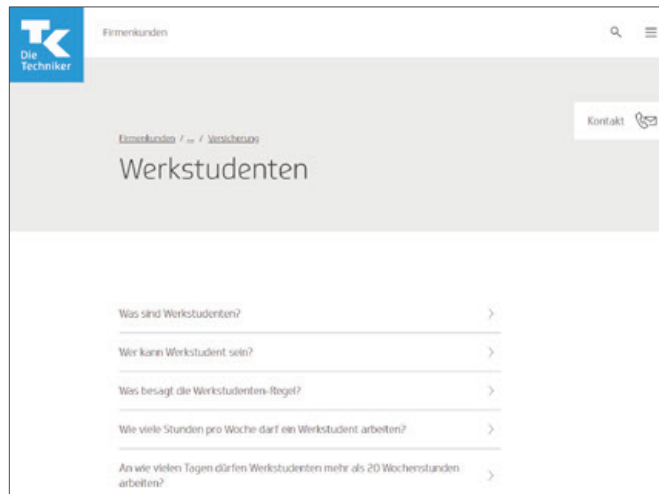 TK
Die
Techniker
Firmenkunden
Kontakt
Firmenkunden / ... / Versicherung
Werkstudenten
Was sind Werkstudenten?
Wer kann Werkstudent sein?
Was besagt die Werkstudenten-Regel?
Wie viele Stunden pro Woche darf ein Werkstudent arbeiten?
An wie vielen Tagen dürfen Werkstudenten mehr als 20 Wochenstunden
arbeiten?